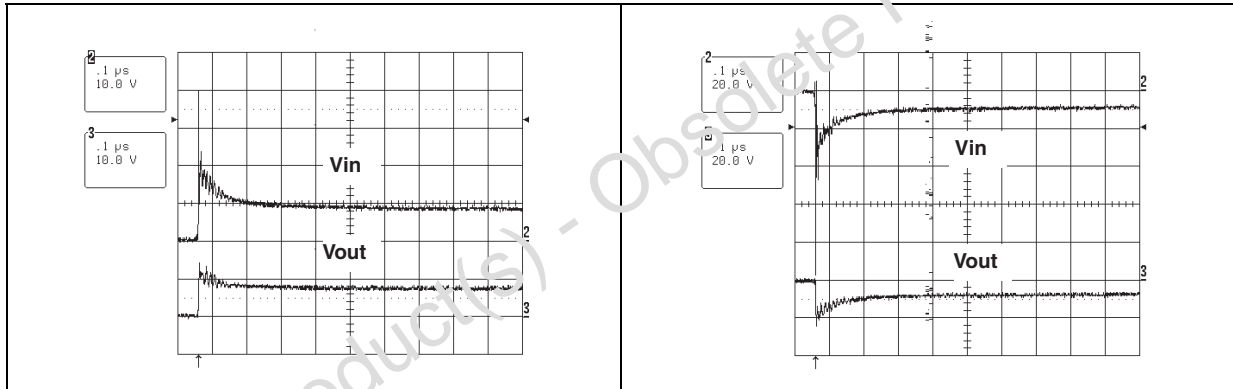 2
.1 µs
10.0 V
3
.1 µs
10.0 V
Vin
Vout
2
3
2
.1 µs
20.0 V
.1 µs
20.0 V
Vin
Vout
2
3
oduct(s) - Obsolete